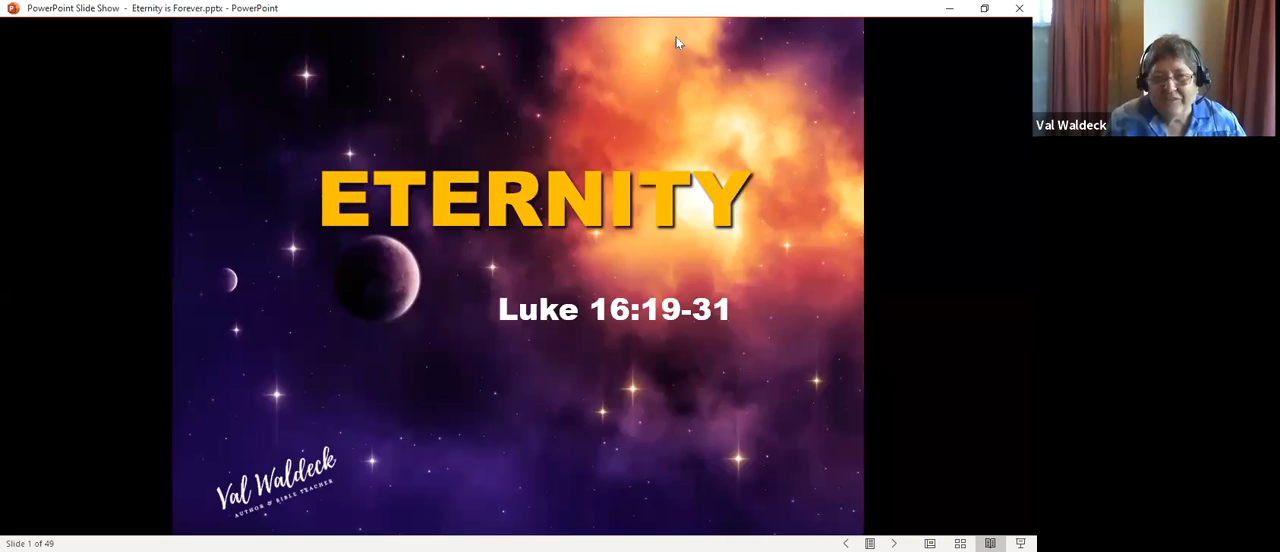 PowerPoint Slide Show - Eternity is Forever.pptx - PowerPoint
Val Waldeck
ETERNITY
Luke 16:19-31
Val Waldeck
AUTHOR & BIBLE TEACHER
Slide 1 of 49